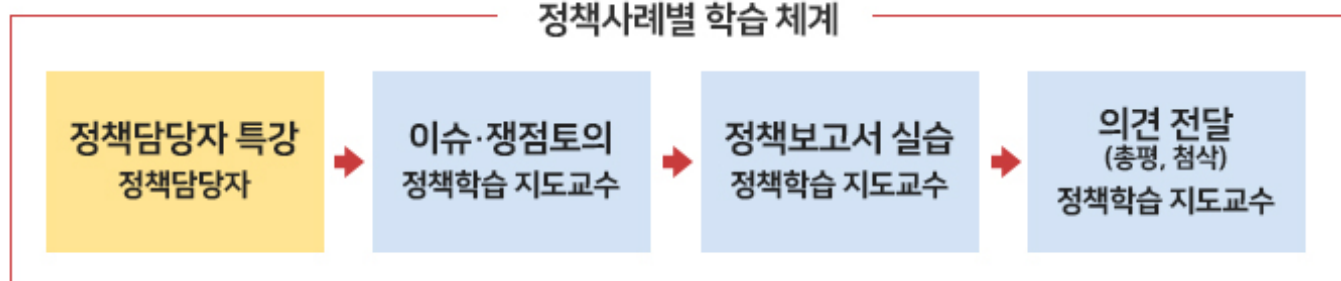 정책사례별 학습 체계
정책담당자 특강
정책담당자
이슈·쟁점토의
정책학습 지도교수
정책보고서 실습
정책학습 지도교수
의견 전달
(총평, 첨삭)
정책학습 지도교수